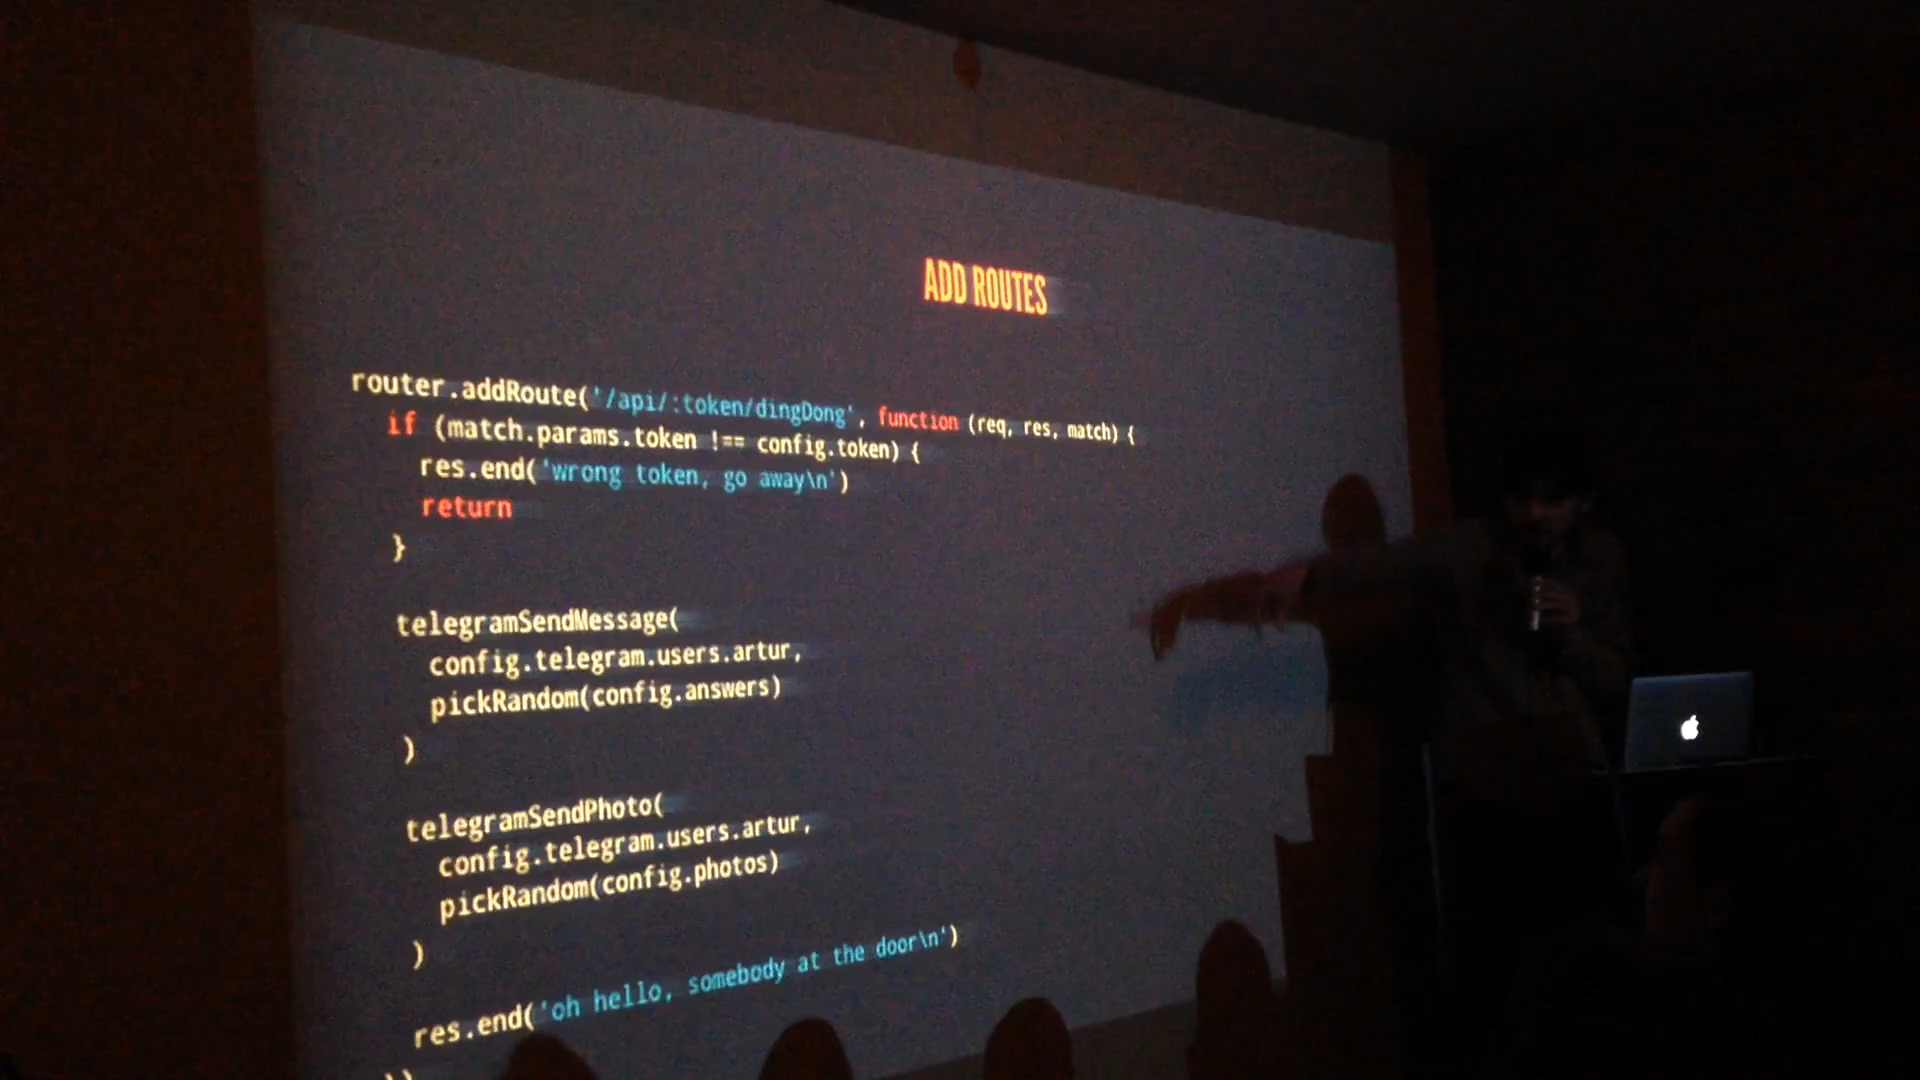 ADD ROUTES
router.addRoute('/api/:token/dingDong', function (req, res, match) {
if (match.params.token !== config.token) {
res.end('wrong token, go away\n')
return
}
telegramSendMessage(
config.telegram.users.artur,
pickRandom(config.answers)
)
telegramSendPhoto(
config.telegram.users.artur,
pickRandom(config.photos)
)
res.end('oh hello, somebody at the door\n')